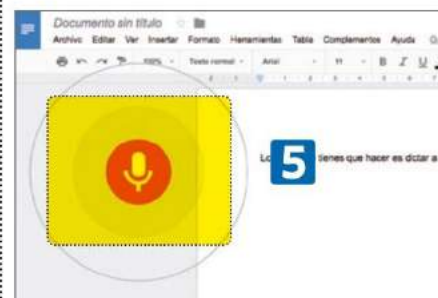 Documento sin título
Archivo Editar Ver Insertar Formato Herramientas Tabla Complementos Ayuda
100% Texto normal Arial 11 B I U
5
tienes que hacer es dictar a